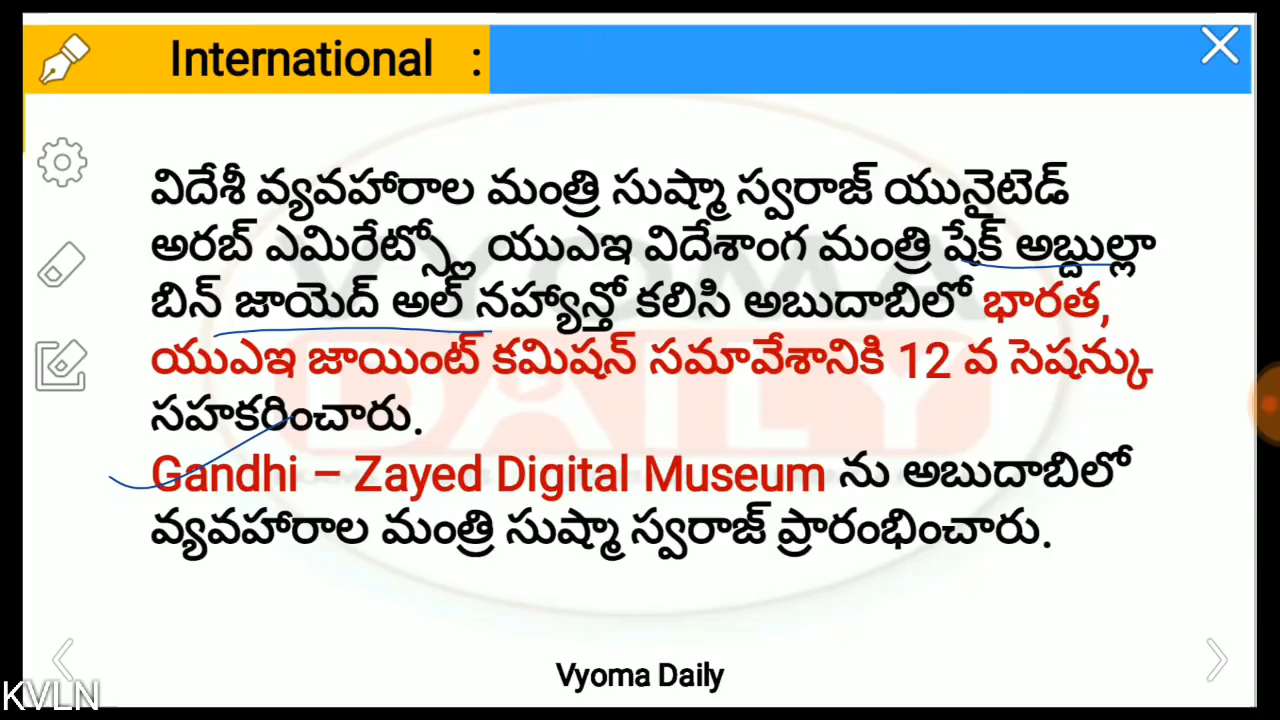 International :
విదేశీ వ్యవహారాల మంత్రి సుష్మా స్వరాజ్ యునైటెడ్
అరబ్ ఎమిరేట్స్లో యుఎఇ విదేశాంగ మంత్రి షేక్ అబ్దుల్లా
బిన్ జాయెద్ అల్ నహ్యాన్తో కలిసి అబుదాబిలో భారత,
యుఎఇ జాయింట్ కమిషన్ సమావేశానికి 12 వ సెషన్కు
సహకరించారు.
Gandhi – Zayed Digital Museum ను అబుదాబిలో
వ్యవహారాల మంత్రి సుష్మా స్వరాజ్ ప్రారంభించారు.
Vyoma Daily
KVLN